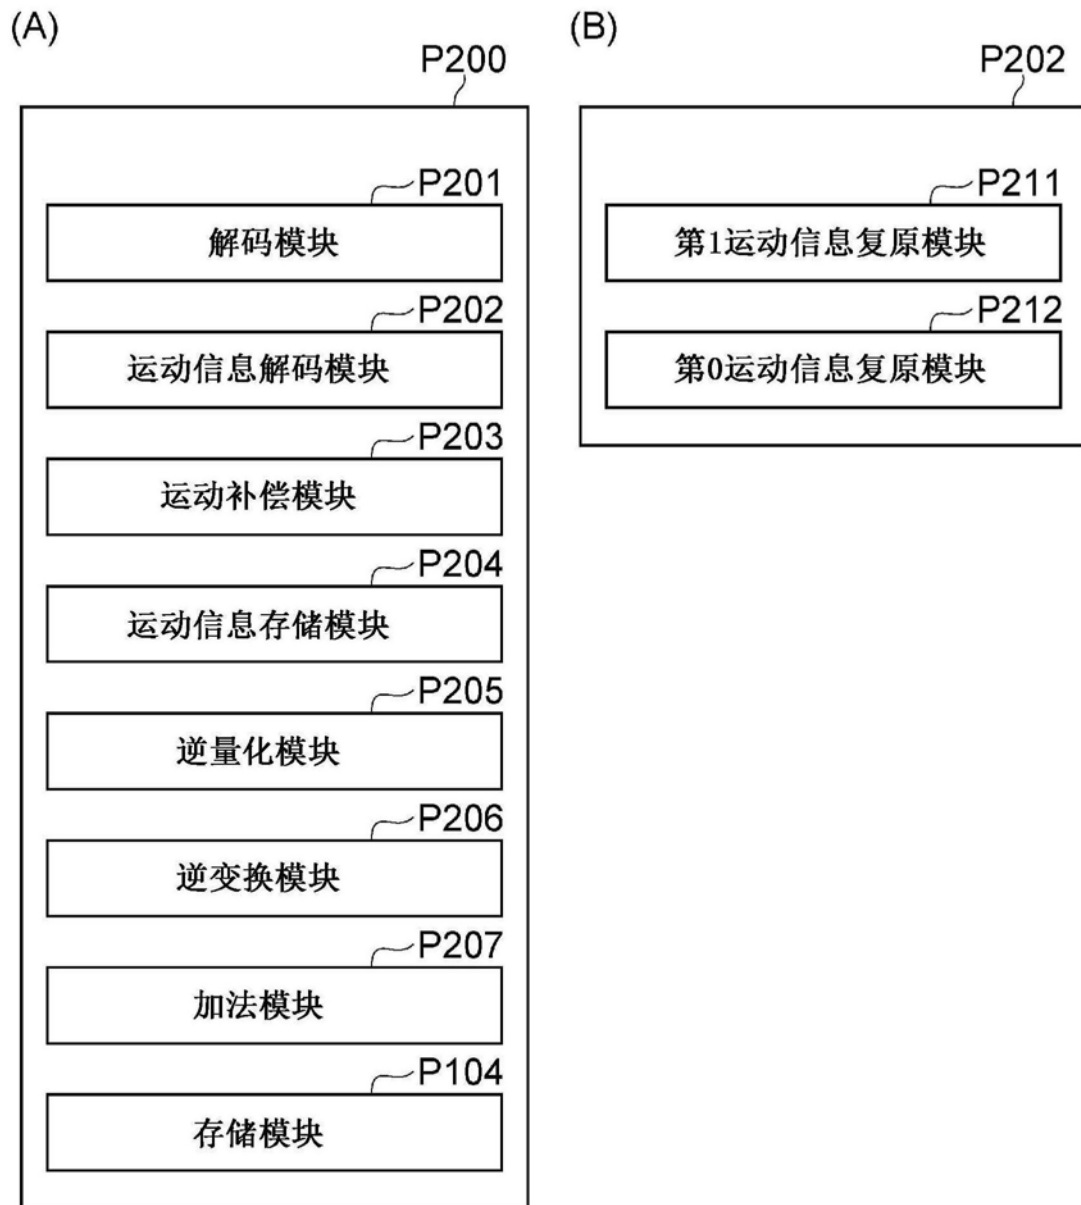 (A)
P200
P201
解码模块
P202
运动信息解码模块
P203
运动补偿模块
P204
运动信息存储模块
P205
逆量化模块
P206
逆变换模块
P207
加法模块
P104
存储模块
(B)
P202
P211
第1运动信息复原模块
P212
第0运动信息复原模块